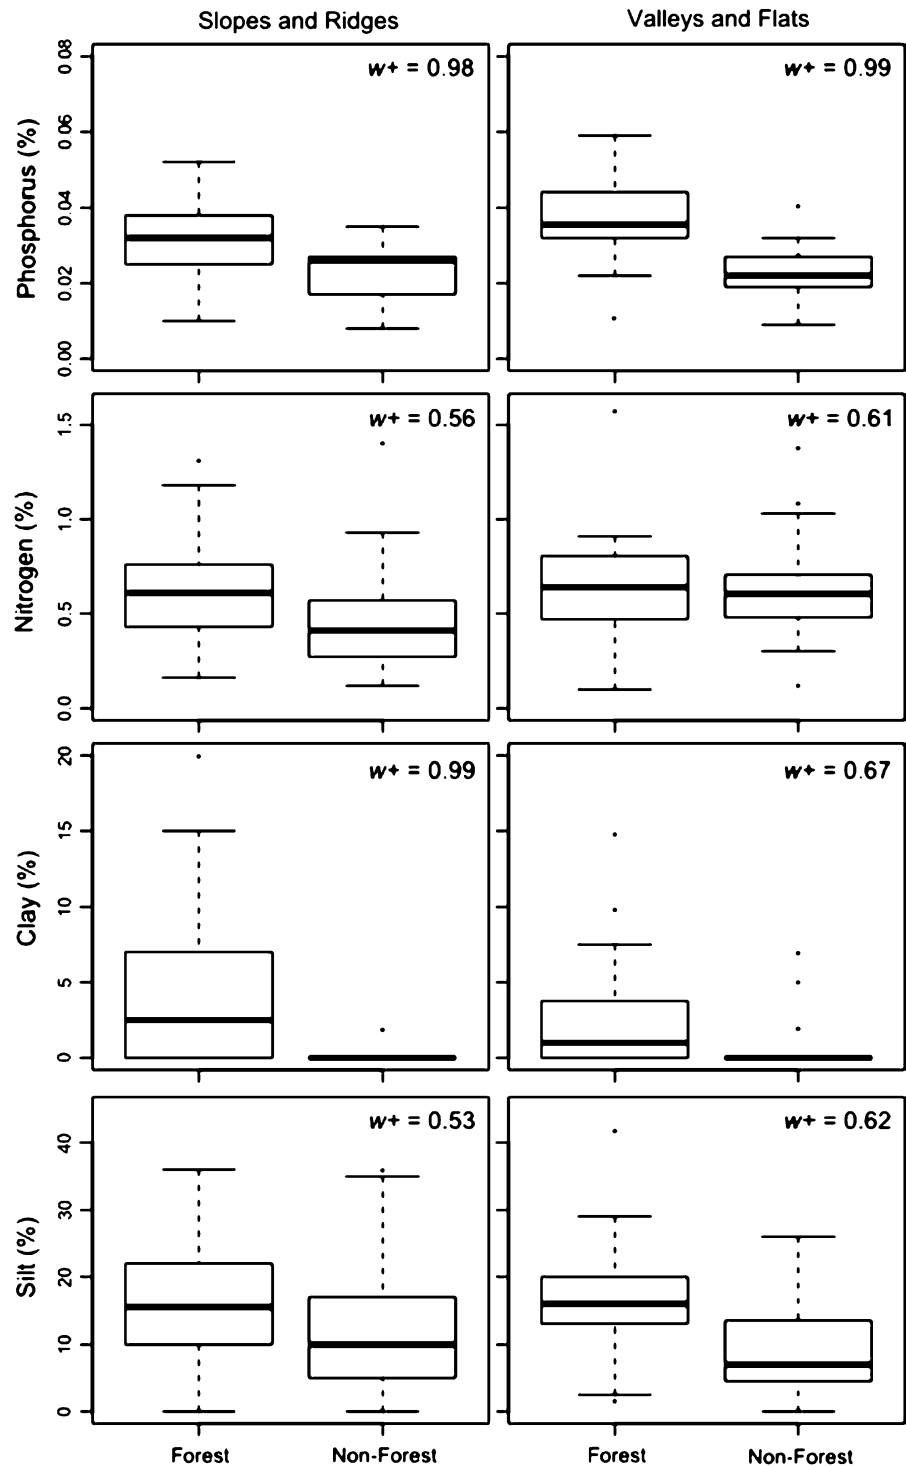 Slopes and Ridges
Valleys and Flats
Phosphorus (%)
0.08
0.06
0.04
0.02
0.00
w+ = 0.98
w+ = 0.99
Nitrogen (%)
1.5
1.0
0.5
0.0
w+ = 0.56
w+ = 0.61
Clay (%)
20
15
10
5
0
w+ = 0.99
w+ = 0.67
Silt (%)
40
30
20
10
0
w+ = 0.53
w+ = 0.62
Forest
Non-Forest
Forest
Non-Forest